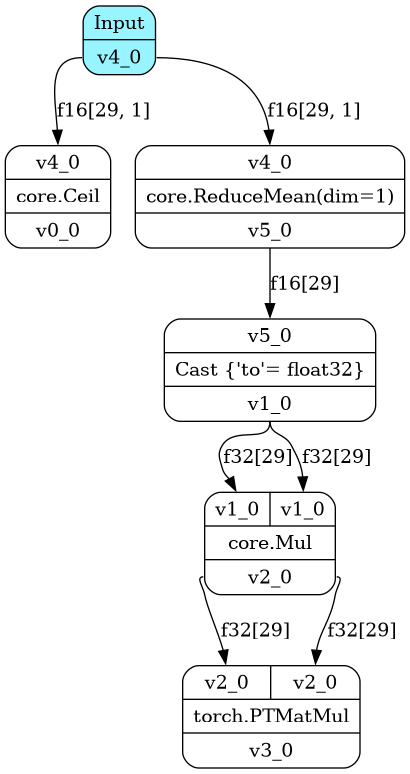 Input
v4_0
f16[29, 1]
f16[29, 1]
v4_0
core.Ceil
v0_0
v4_0
core.ReduceMean(dim=1)
v5_0
f16[29]
v5_0
Cast {'to'= float32}
v1_0
f32[29]
f32[29]
v1_0
v1_0
core.Mul
v2_0
f32[29]
f32[29]
v2_0
v2_0
torch.PTMatMul
v3_0